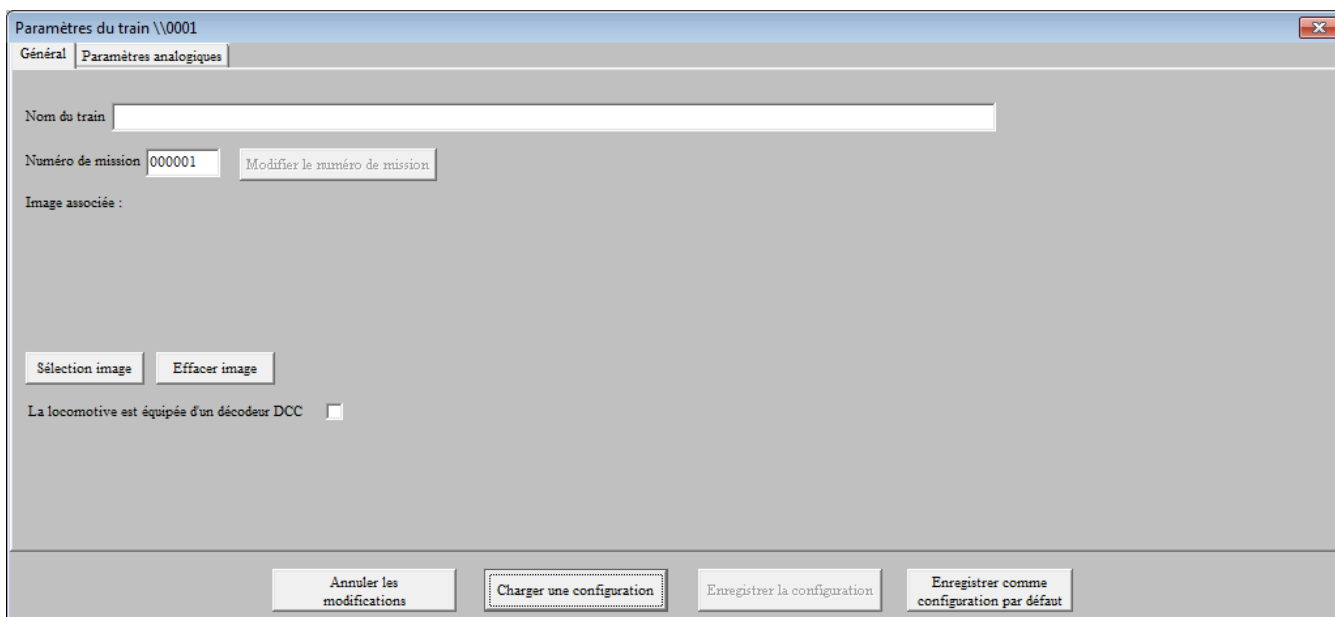 Paramètres du train \\0001
Général Paramètres analogiques
Nom du train
Numéro de mission 000001 Modifier le numéro de mission
Image associée :
Sélection image Effacer image
La locomotive est équipée d'un décodeur DCC
Annuler les
modifications
Charger une configuration
Enregistrer la configuration
Enregistrer comme
configuration par défaut